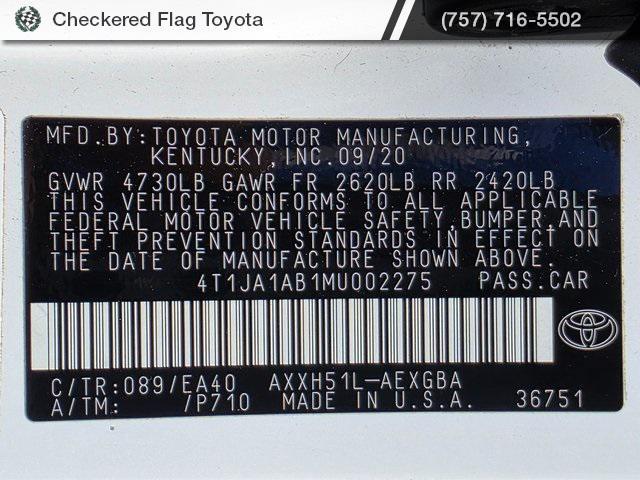 Checkered Flag Toyota
(757) 716-5502
MFD. BY: TOYOTA MOTOR MANUFACTURING,
KENTUCKY, INC 09/20
GVWR 4730LB GAWR FR 2620LB RR 2420LB
THIS VEHICLE CONFORMS TO ALL APPLICABLE
FEDERAL MOTOR VEHICLE SAFETY, BUMPER, AND
THEFT PREVENTION STANDARDS IN EFFECT ON
THE DATE OF MANUFACTURE SHOWN ABOVE.
4T1JA1AB1MU002275 PASS. CAR
C/TR: 089/EA40 AXXH51L-AEXGBA
A/TM: /P710 MADE IN U.S.A. 36751